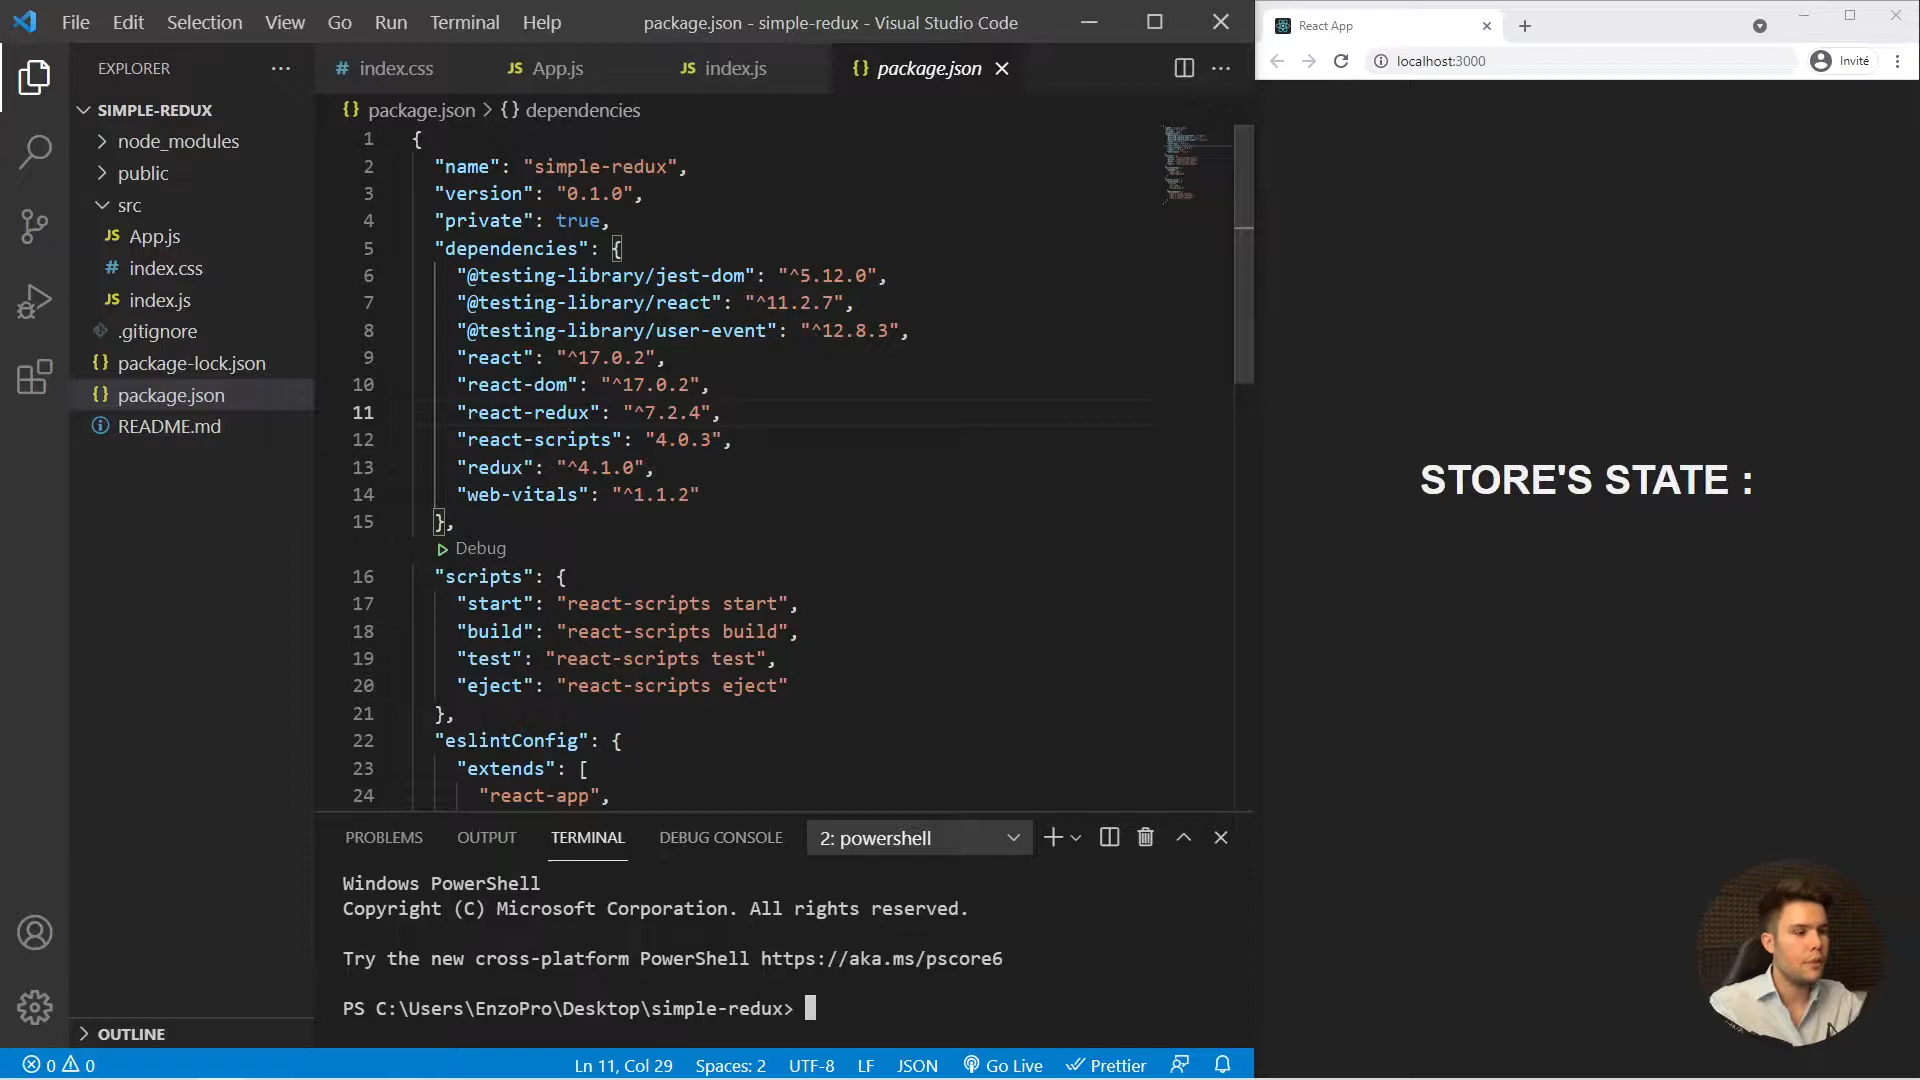 File Edit Selection View Go Run Terminal Help
package.json - simple-redux - Visual Studio Code
EXPLORER
SIMPLE-REDUX
node_modules
public
src
JS App.js
# index.css
JS index.js
.gitignore
{} package-lock.json
{} package.json
README.md
OUTLINE
# index.css
JS App.js
JS index.js
{} package.json
{} package.json > {} dependencies
1 {
2 "name": "simple-redux",
3 "version": "0.1.0",
4 "private": true,
5 "dependencies": {
6 "@testing-library/jest-dom": "^5.12.0",
7 "@testing-library/react": "^11.2.7",
8 "@testing-library/user-event": "^12.8.3",
9 "react": "^17.0.2",
10 "react-dom": "^17.0.2",
11 "react-redux": "^7.2.4",
12 "react-scripts": "4.0.3",
13 "redux": "^4.1.0",
14 "web-vitals": "^1.1.2"
15 },
Debug
16 "scripts": {
17 "start": "react-scripts start",
18 "build": "react-scripts build",
19 "test": "react-scripts test",
20 "eject": "react-scripts eject"
21 },
22 "eslintConfig": {
23 "extends": [
24 "react-app",
PROBLEMS OUTPUT TERMINAL DEBUG CONSOLE 2: powershell
Windows PowerShell
Copyright (C) Microsoft Corporation. All rights reserved.
Try the new cross-platform PowerShell https://aka.ms/pscore6
PS C:\Users\EnzoPro\Desktop\simple-redux>
0 0 Ln 11, Col 29 Spaces: 2 UTF-8 LF JSON Go Live Prettier
React App
localhost:3000
Invité
STORE'S STATE :